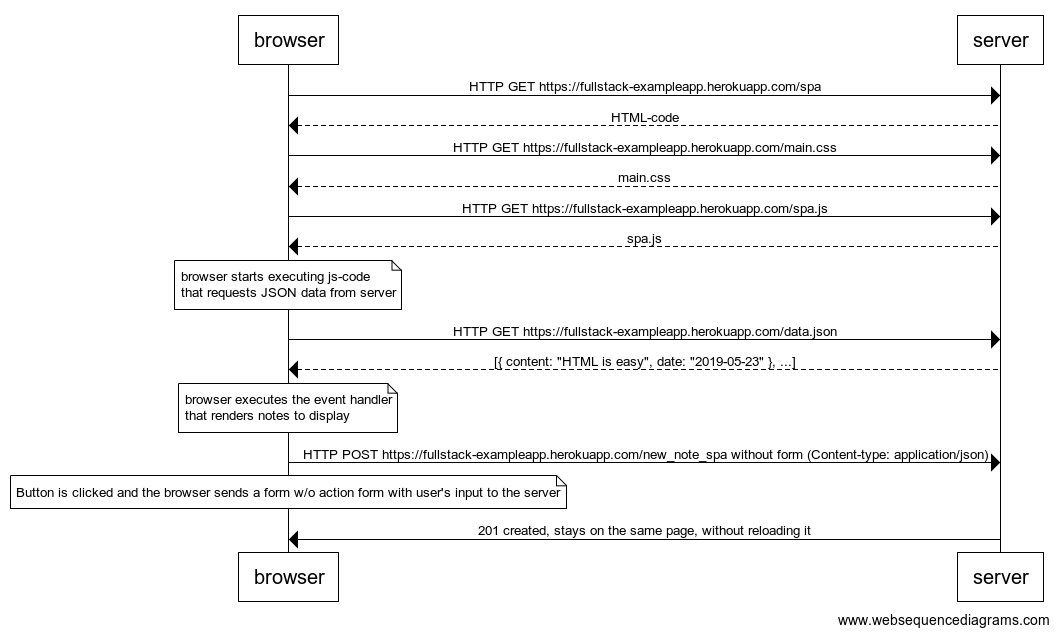 browser
server
HTTP GET https://fullstack-exampleapp.herokuapp.com/spa
HTML-code
HTTP GET https://fullstack-exampleapp.herokuapp.com/main.css
main.css
HTTP GET https://fullstack-exampleapp.herokuapp.com/spa.js
spa.js
browser starts executing js-code
that requests JSON data from server
HTTP GET https://fullstack-exampleapp.herokuapp.com/data.json
[{ content: "HTML is easy", date: "2019-05-23" }, ...]
browser executes the event handler
that renders notes to display
HTTP POST https://fullstack-exampleapp.herokuapp.com/new_note_spa without form (Content-type: application/json)
Button is clicked and the browser sends a form w/o action form with user's input to the server
201 created, stays on the same page, without reloading it
browser
server
www.websequencediagrams.com